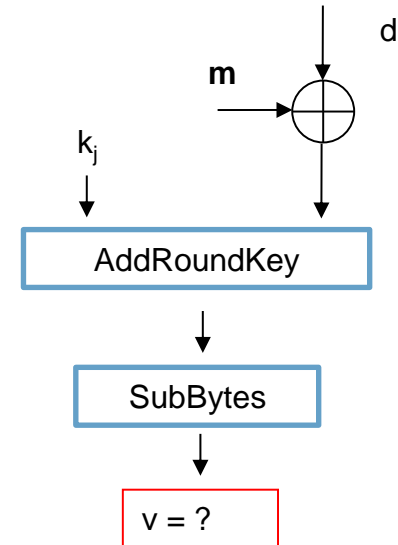 d
m
kj
AddRoundKey
SubBytes
v = ?